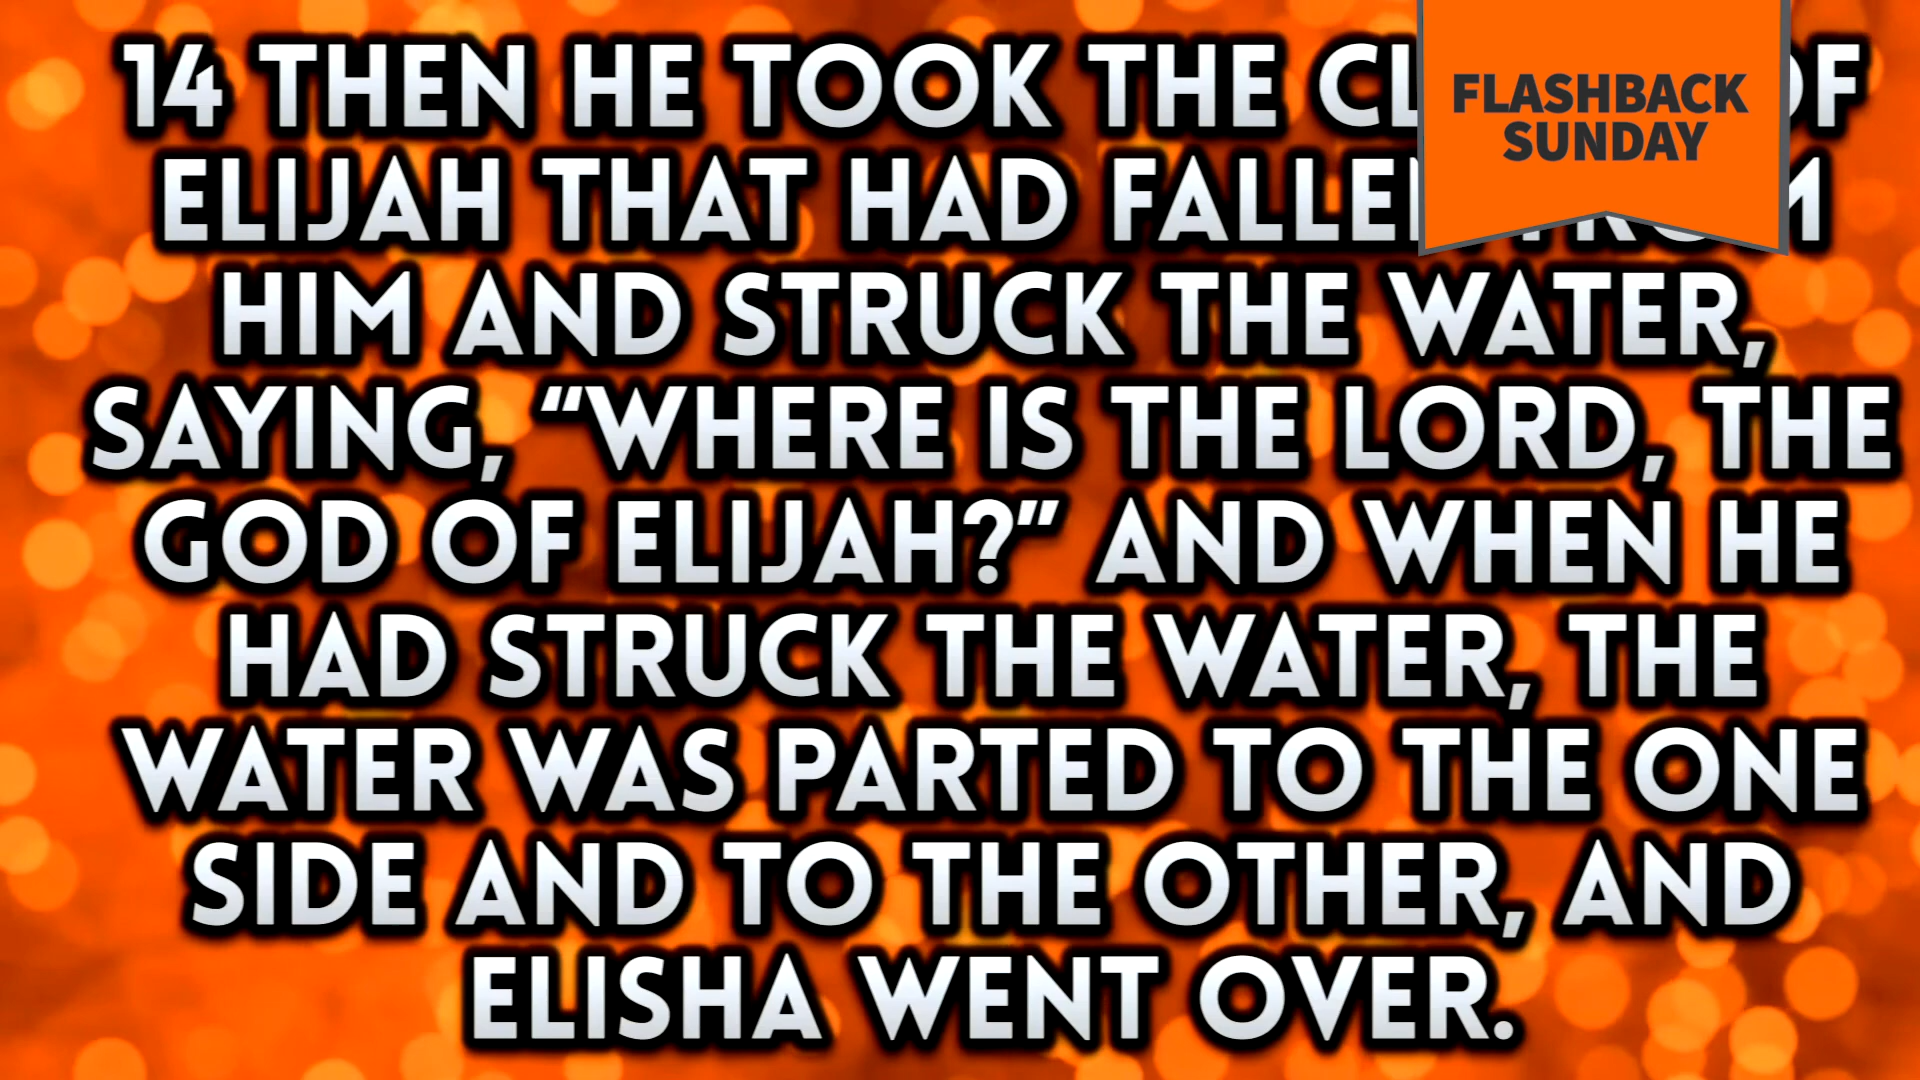 14 THEN HE TOOK THE OF
ELIJAH THAT HAD FALLEN
HIM AND STRUCK THE WATER,
SAYING, “WHERE IS THE LORD, THE
GOD OF ELIJAH?” AND WHEN HE
HAD STRUCK THE WATER, THE
WATER WAS PARTED TO THE ONE
SIDE AND TO THE OTHER, AND
ELISHA WENT OVER.
FLASHBACK
SUNDAY